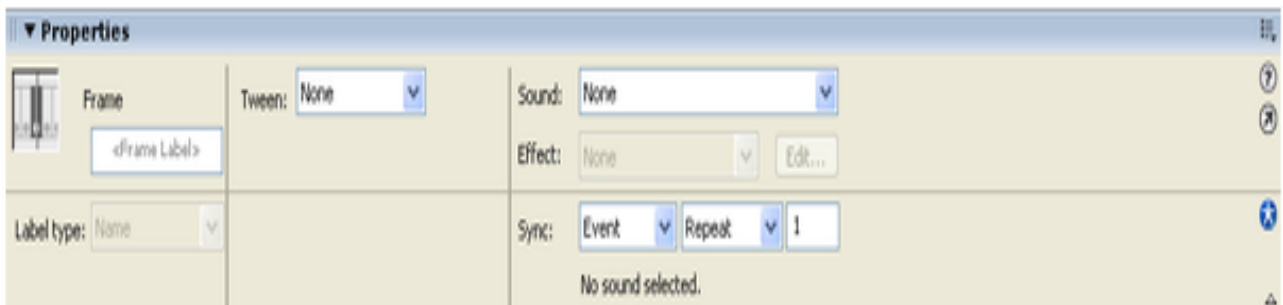 Properties
Frame
<Frame Label>
Tween: None
Sound: None
Effect: None Edit...
Label type: Name
Sync: Event Repeat 1
No sound selected.